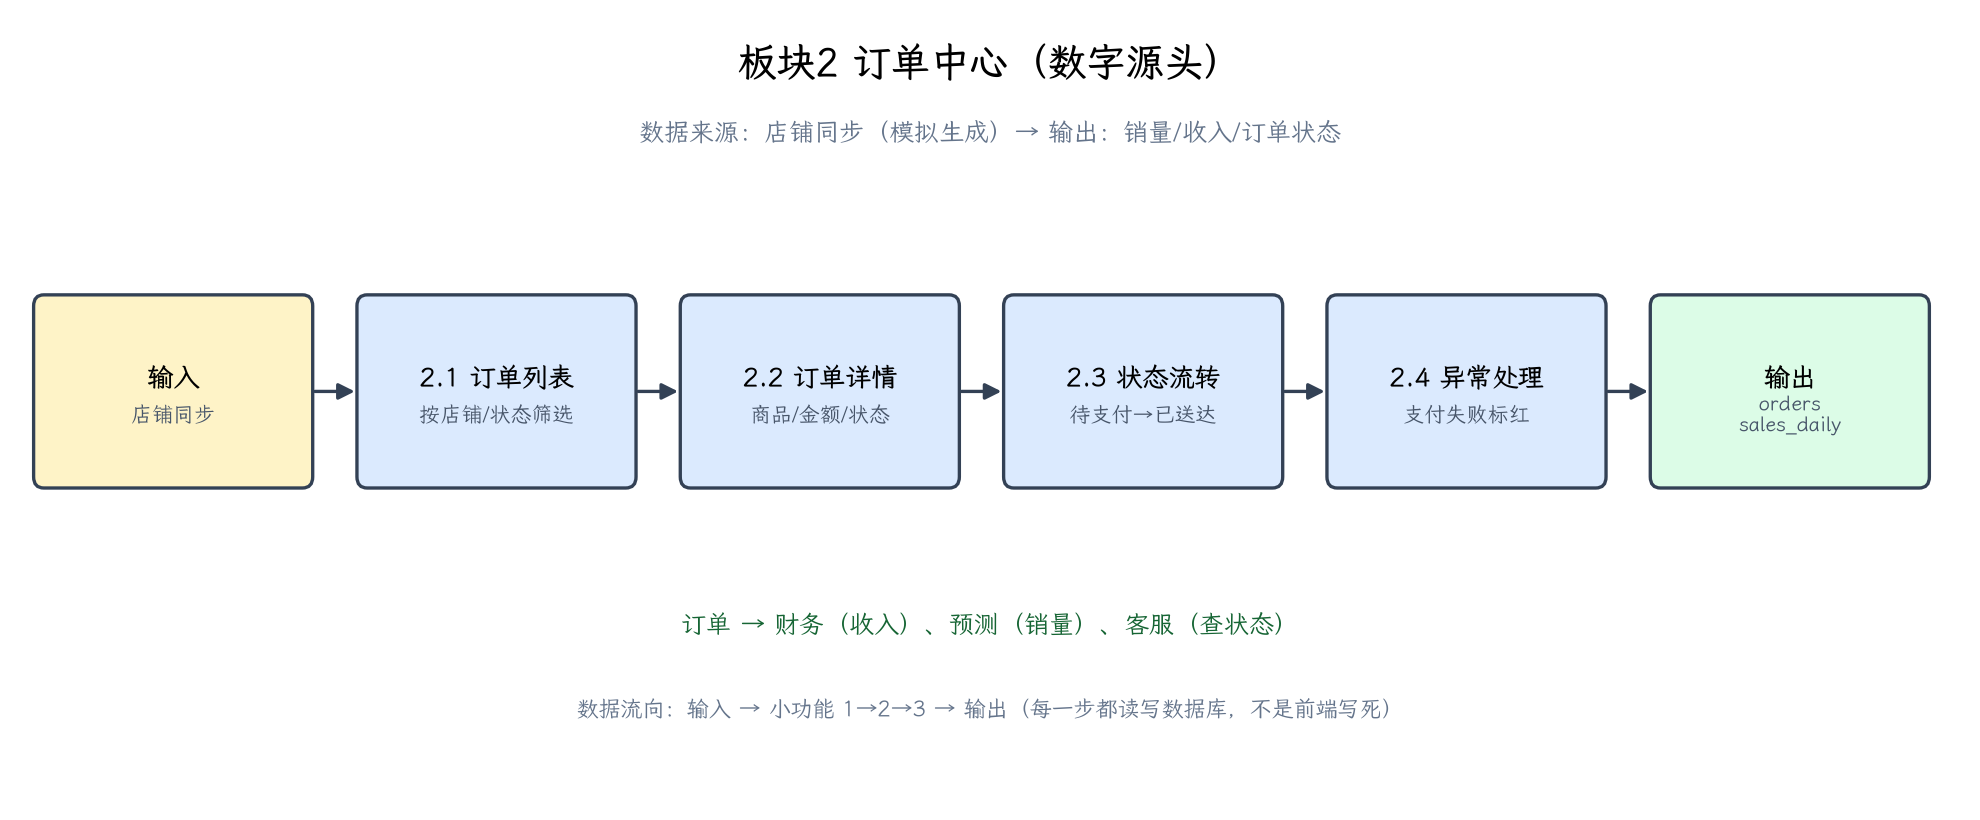 板块2 订单中心（数字源头）
数据来源：店铺同步（模拟生成）→ 输出：销量/收入/订单状态
输入
店铺同步
2.1 订单列表
按店铺/状态筛选
2.2 订单详情
商品/金额/状态
2.3 状态流转
待支付→已送达
2.4 异常处理
支付失败标红
输出
orders
sales_daily
订单 → 财务（收入）、预测（销量）、客服（查状态）
数据流向：输入 → 小功能 1→2→3 → 输出（每一步都读写数据库，不是前端写死）